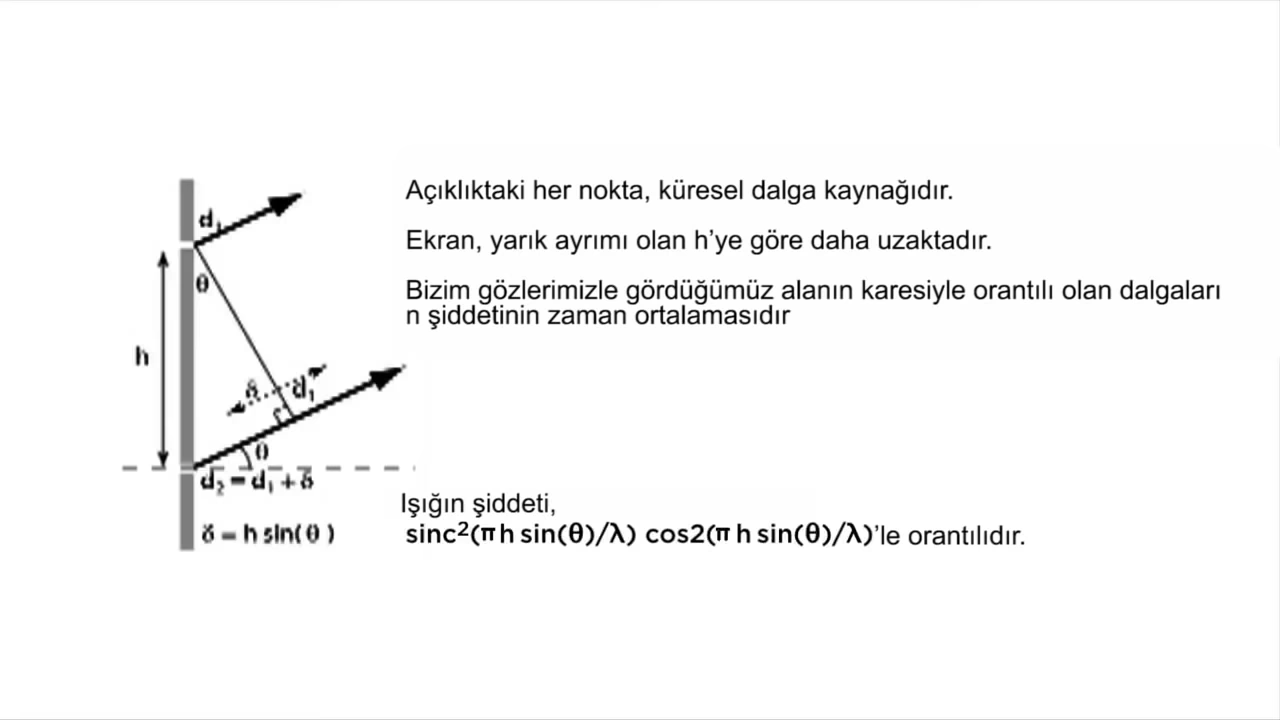 Açıklıktaki her nokta, küresel dalga kaynağıdır.
Ekran, yarık ayrımı olan h’ye göre daha uzaktadır.
Bizim gözlerimizle gördüğümüz alanın karesiyle orantılı olan dalgaları
n şiddetinin zaman ortalamasıdır
d₁
θ
h
δ
d₁
θ
d₂ = d₁ + δ
δ = h sin( θ )
Işığın şiddeti,
sinc²(π h sin(θ)/λ) cos2(π h sin(θ)/λ)’le orantılıdır.